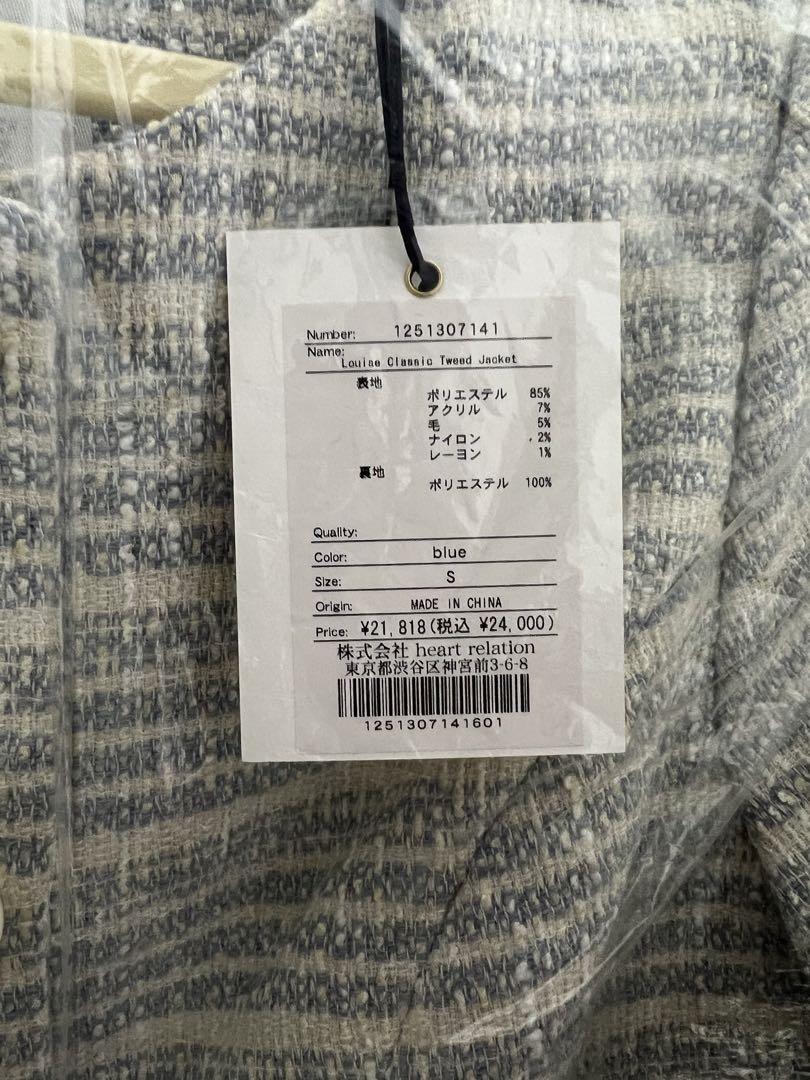 Number: 1251307141
Name:
Louise Classic Tweed Jacket
表地
ポリエステル 85%
アクリル 7%
毛 5%
ナイロン 2%
レーヨン 1%
裏地
ポリエステル 100%
Quality:
Color: blue
Size: S
Origin: MADE IN CHINA
Price: ¥21,818(税込 ¥24,000)
株式会社 heart relation
東京都渋谷区神宮前3-6-8
1251307141601